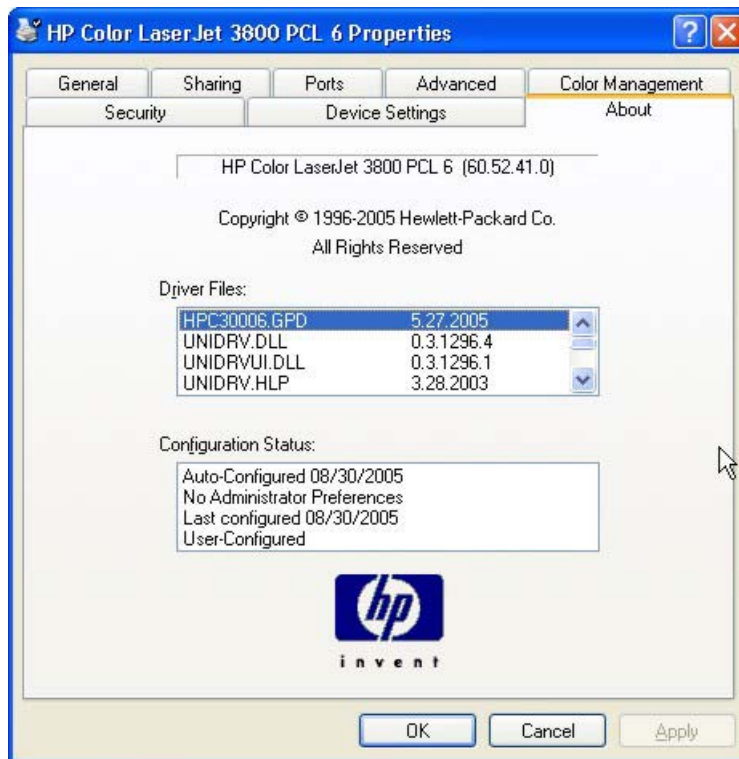 HP Color LaserJet 3800 PCL 6 Properties
General Sharing Ports Advanced Color Management
Security Device Settings About
HP Color LaserJet 3800 PCL 6 (60.52.41.0)
Copyright © 1996-2005 Hewlett-Packard Co.
All Rights Reserved
Driver Files:
HPC30006.GPD 5.27.2005
UNIDRV.DLL 0.3.1296.4
UNIDRVUI.DLL 0.3.1296.1
UNIDRV.HLP 3.28.2003
Configuration Status:
Auto-Configured 08/30/2005
No Administrator Preferences
Last configured 08/30/2005
User-Configured
hp
invent
OK Cancel Apply